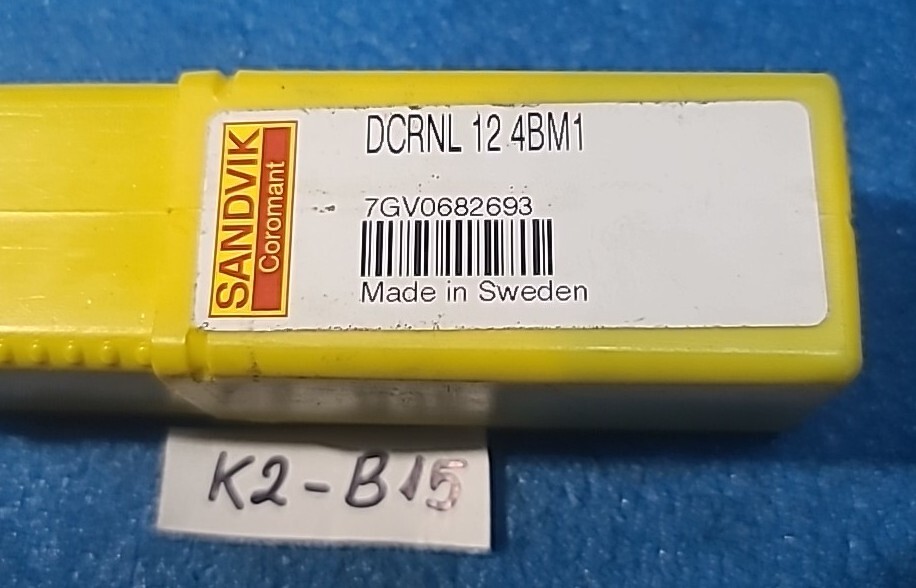 SANDVIK
Coromant
DCRNL 12 4BM1
7GV0682693
Made in Sweden
K2-B15